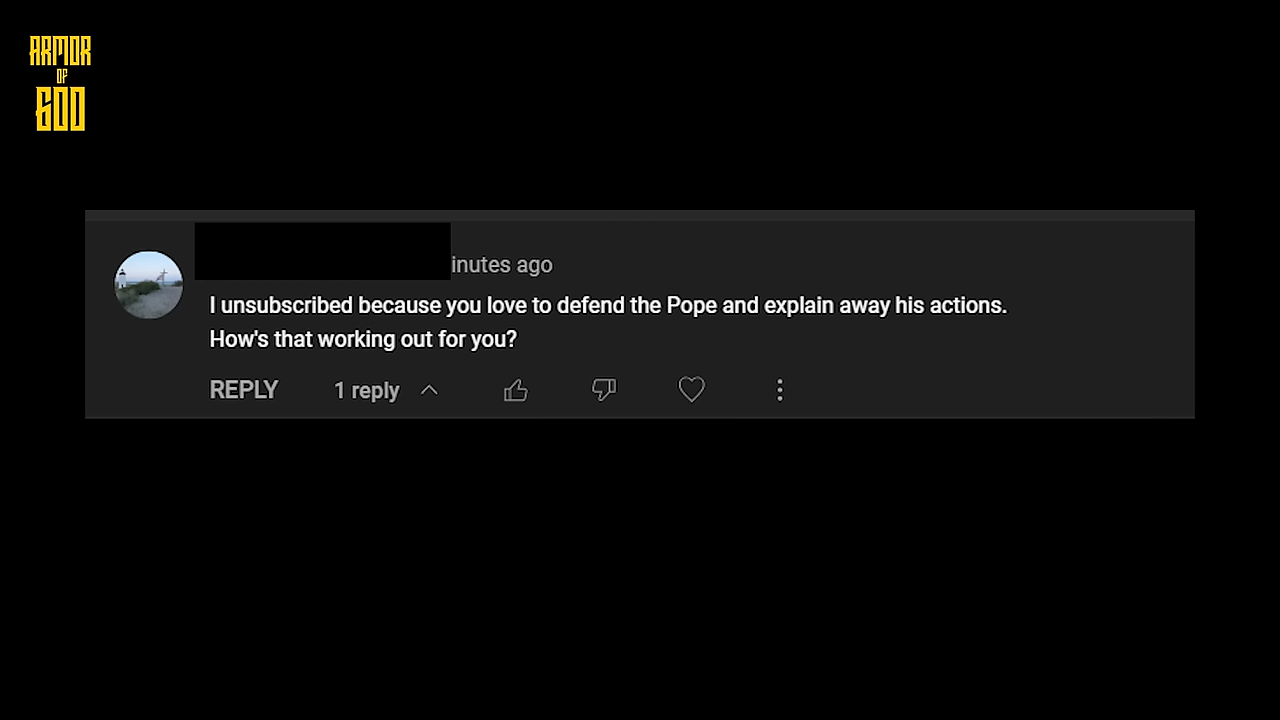 ARMOR
OF
GOD
inutes ago
I unsubscribed because you love to defend the Pope and explain away his actions.
How's that working out for you?
REPLY 1 reply